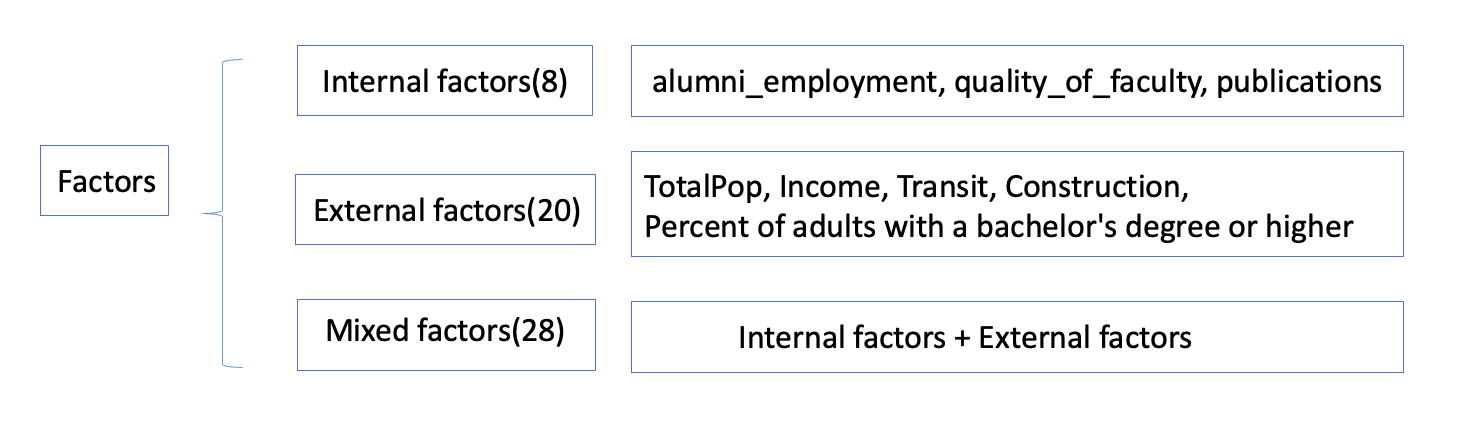 Factors
Internal factors(8)
alumni_employment, quality_of_faculty, publications
External factors(20)
TotalPop, Income, Transit, Construction,
Percent of adults with a bachelor's degree or higher
Mixed factors(28)
Internal factors + External factors